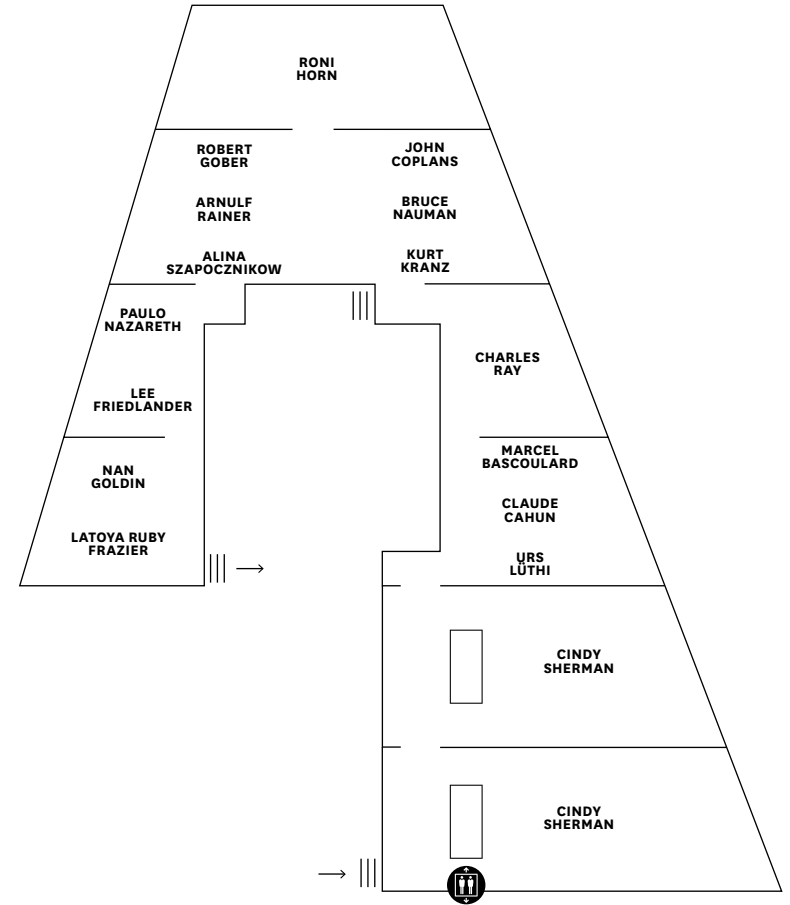 RONI
HORN
ROBERT
GOBER
JOHN
COPLANS
ARNULF
RAINER
BRUCE
NAUMAN
ALINA
SZAPOCZNIKOW
KURT
KRANZ
PAULO
NAZARETH
CHARLES
RAY
LEE
FRIEDLANDER
MARCEL
BASCOULARD
NAN
GOLDIN
CLAUDE
CAHUN
LATOYA RUBY
FRAZIER
URS
LÜTHI
CINDY
SHERMAN
CINDY
SHERMAN